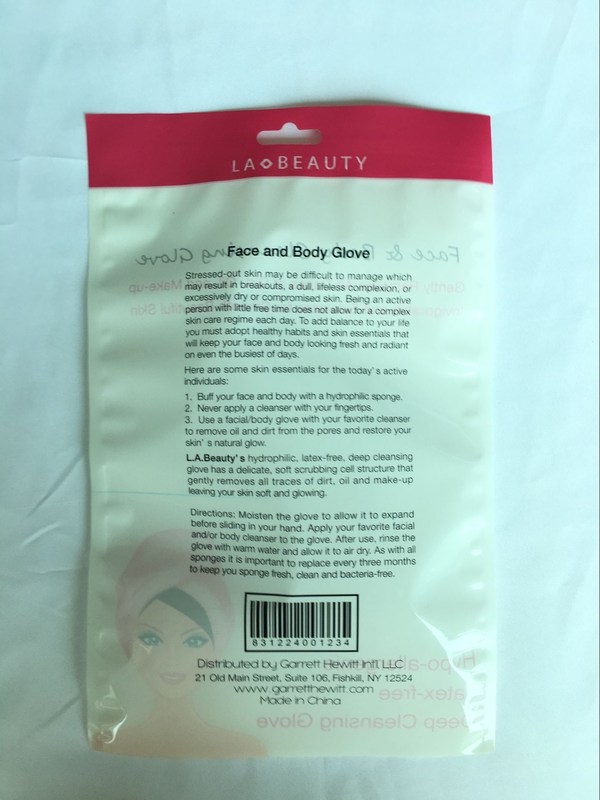 LA◇BEAUTY
Face and Body Glove
Stressed-out skin may be difficult to manage which
may result in breakouts, a dull, lifeless complexion, or
excessively dry or compromised skin. Being an active
person with little free time does not allow for a complex
skin care regime each day. To add balance to your life
you must adopt healthy habits and skin essentials that
will keep your face and body looking fresh and radiant
on even the busiest of days.
Here are some skin essentials for the today's active
individuals:
1. Buff your face and body with a hydrophilic sponge.
2. Never apply a cleanser with your fingertips.
3. Use a facial/body glove with your favorite cleanser
to remove oil and dirt from the pores and restore your
skin's natural glow.
L.A.Beauty's hydrophilic, latex-free, deep cleansing
glove has a delicate, soft scrubbing cell structure that
gently removes all traces of dirt, oil and make-up
leaving your skin soft and glowing.
Directions: Moisten the glove to allow it to expand
before sliding in your hand. Apply your favorite facial
and/or body cleanser to the glove. After use, rinse the
glove with warm water and allow it to air dry. As with all
sponges it is important to replace every three months
to keep you sponge fresh, clean and bacteria-free.
831224001234
Distributed by Garrett Hewitt Int'l. LLC
21 Old Main Street, Suite 106, Fishkill, NY 12524
www.garretthewitt.com
Made in China
Latex-free
Deep Cleansing Glove